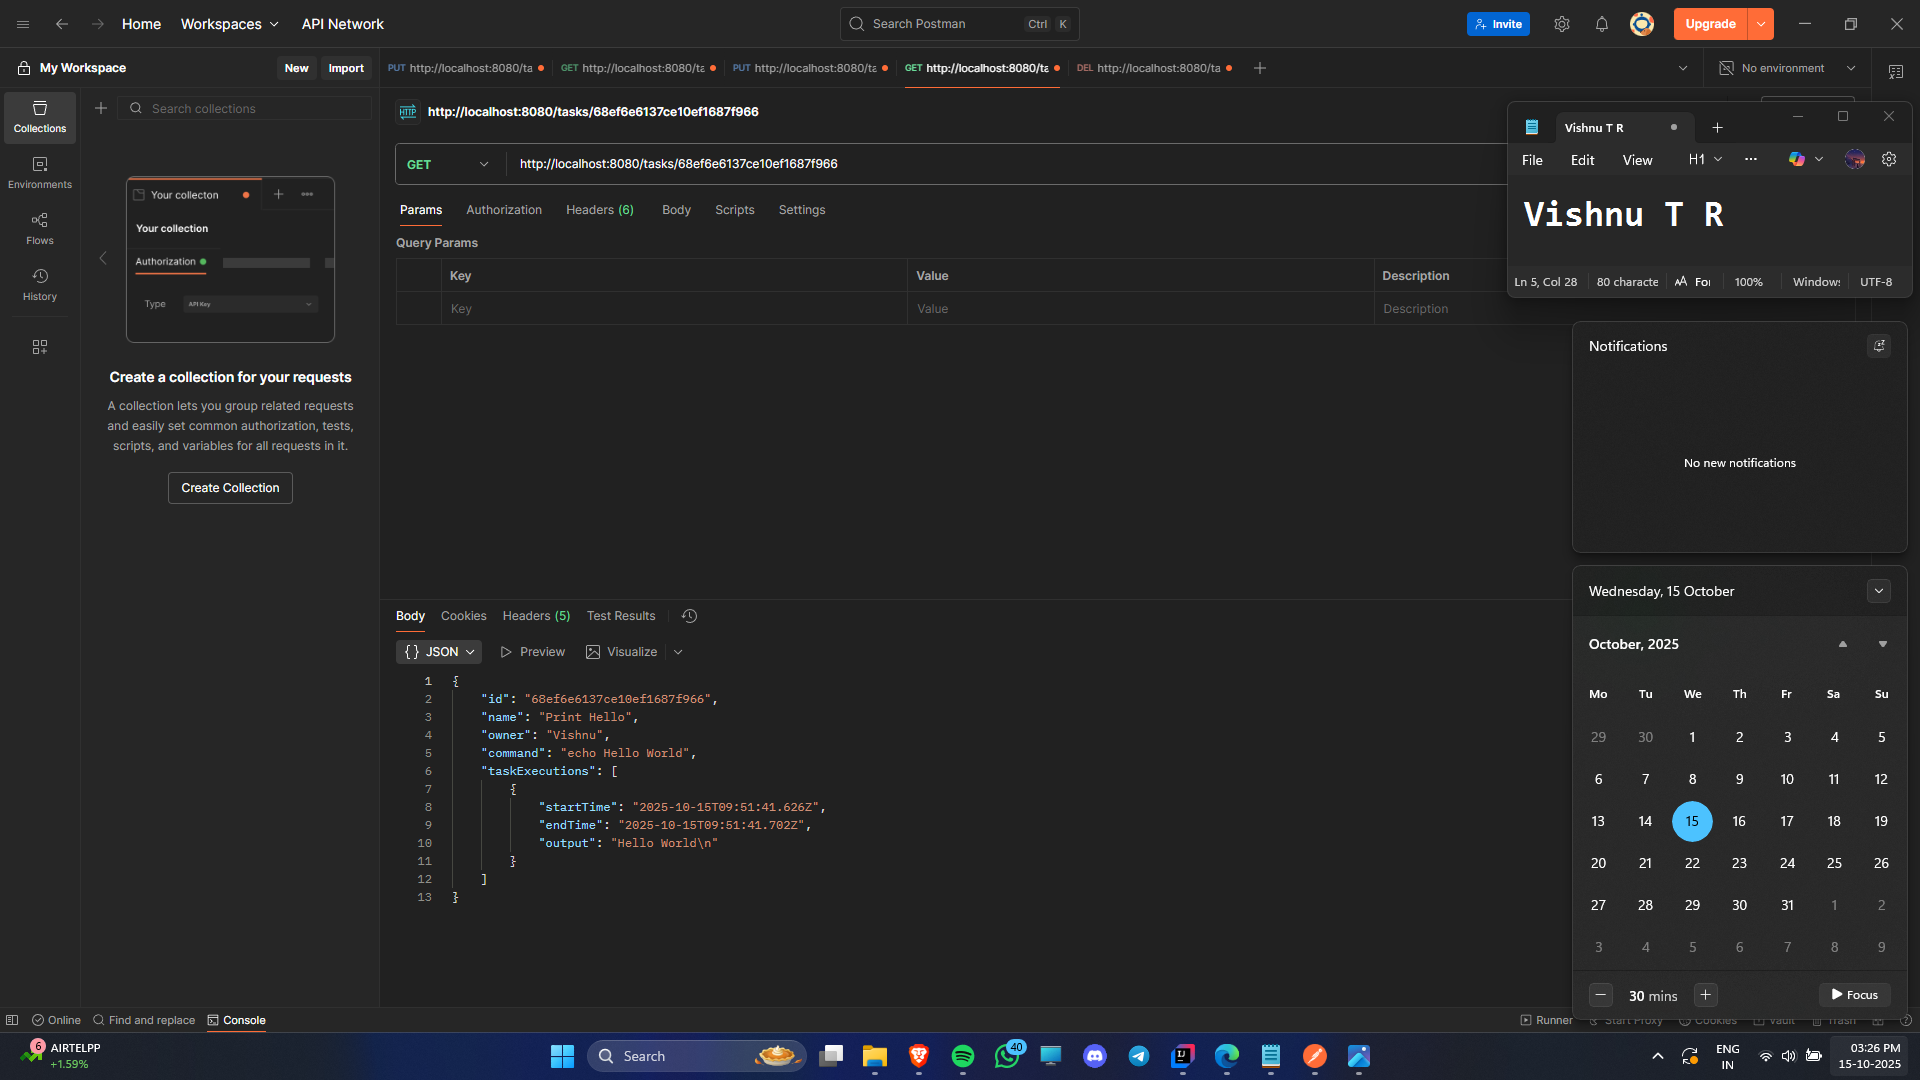 Home
Workspaces
API Network
Search Postman
Ctrl K
Invite
Upgrade
My Workspace
New
Import
PUT http://localhost:8080/ta
GET http://localhost:8080/ta
PUT http://localhost:8080/ta
GET http://localhost:8080/ta
DEL http://localhost:8080/ta
No environment
Collections
Environments
Flows
History
Search collections
Your collecton
Your collection
Authorization
Type
API Key
Create a collection for your requests
A collection lets you group related requests
and easily set common authorization, tests,
scripts, and variables for all requests in it.
Create Collection
HTTP
http://localhost:8080/tasks/68ef6e6137ce10ef1687f966
GET
http://localhost:8080/tasks/68ef6e6137ce10ef1687f966
Params
Authorization
Headers (6)
Body
Scripts
Settings
Query Params
Key
Value
Description
Key
Value
Description
Vishnu T R
File
Edit
View
H1
Vishnu T R
Ln 5, Col 28
80 characte
For
100%
Windows
UTF-8
Notifications
No new notifications
Wednesday, 15 October
October, 2025
Mo Tu We Th Fr Sa Su
29 30 1 2 3 4 5
6 7 8 9 10 11 12
13 14 15 16 17 18 19
20 21 22 23 24 25 26
27 28 29 30 31 1 2
3 4 5 6 7 8 9
30 mins
Focus
Body
Cookies
Headers (5)
Test Results
{} JSON
Preview
Visualize
1 {
2 "id": "68ef6e6137ce10ef1687f966",
3 "name": "Print Hello",
4 "owner": "Vishnu",
5 "command": "echo Hello World",
6 "taskExecutions": [
7 {
8 "startTime": "2025-10-15T09:51:41.626Z",
9 "endTime": "2025-10-15T09:51:41.702Z",
10 "output": "Hello World\n"
11 }
12 ]
13 }
Online
Find and replace
Console
Runner
Start Proxy
Cookies
Vault
Trash
6
AIRTELPP
+1.59%
Search
40
ENG
IN
03:26 PM
15-10-2025